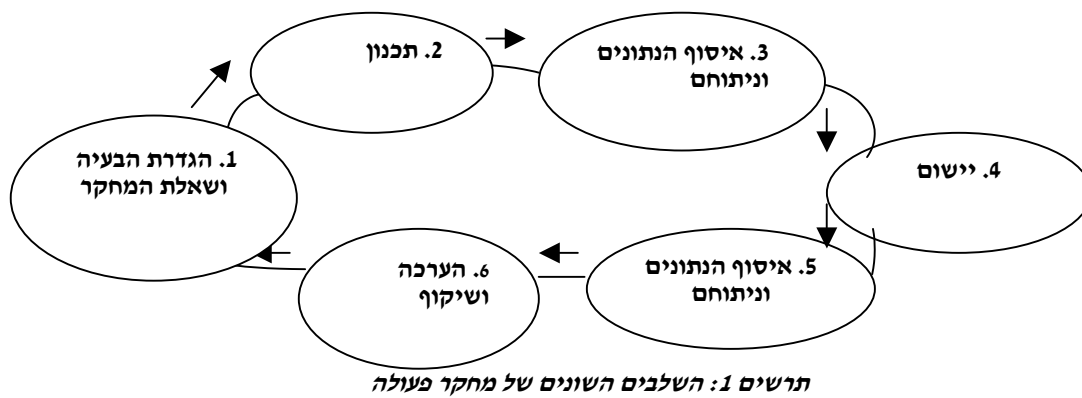 1. הגדרת הבעיה
ושאלת המחקר
2. תכנון
3. איסוף הנתונים
וניתוחם
4. יישום
5. איסוף הנתונים
וניתוחם
6. הערכה
ושיקוף
תרשים 1: השלבים השונים של מחקר פעולה